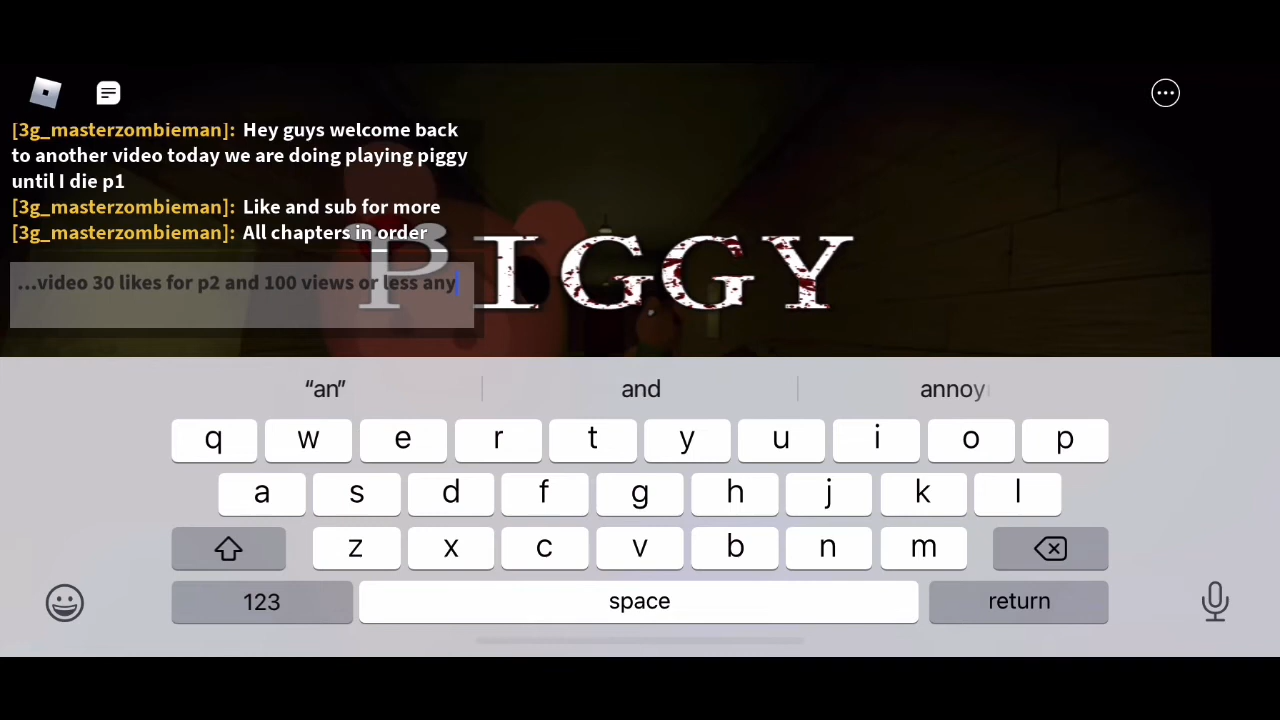 [3g_masterzombieman]: Hey guys welcome back
to another video today we are doing playing piggy
until I die p1
[3g_masterzombieman]: Like and sub for more
[3g_masterzombieman]: All chapters in order
PIGGY
...video 30 likes for p2 and 100 views or less any
“an” and annoy
q w e r t y u i o p
a s d f g h j k l
z x c v b n m
123 space return